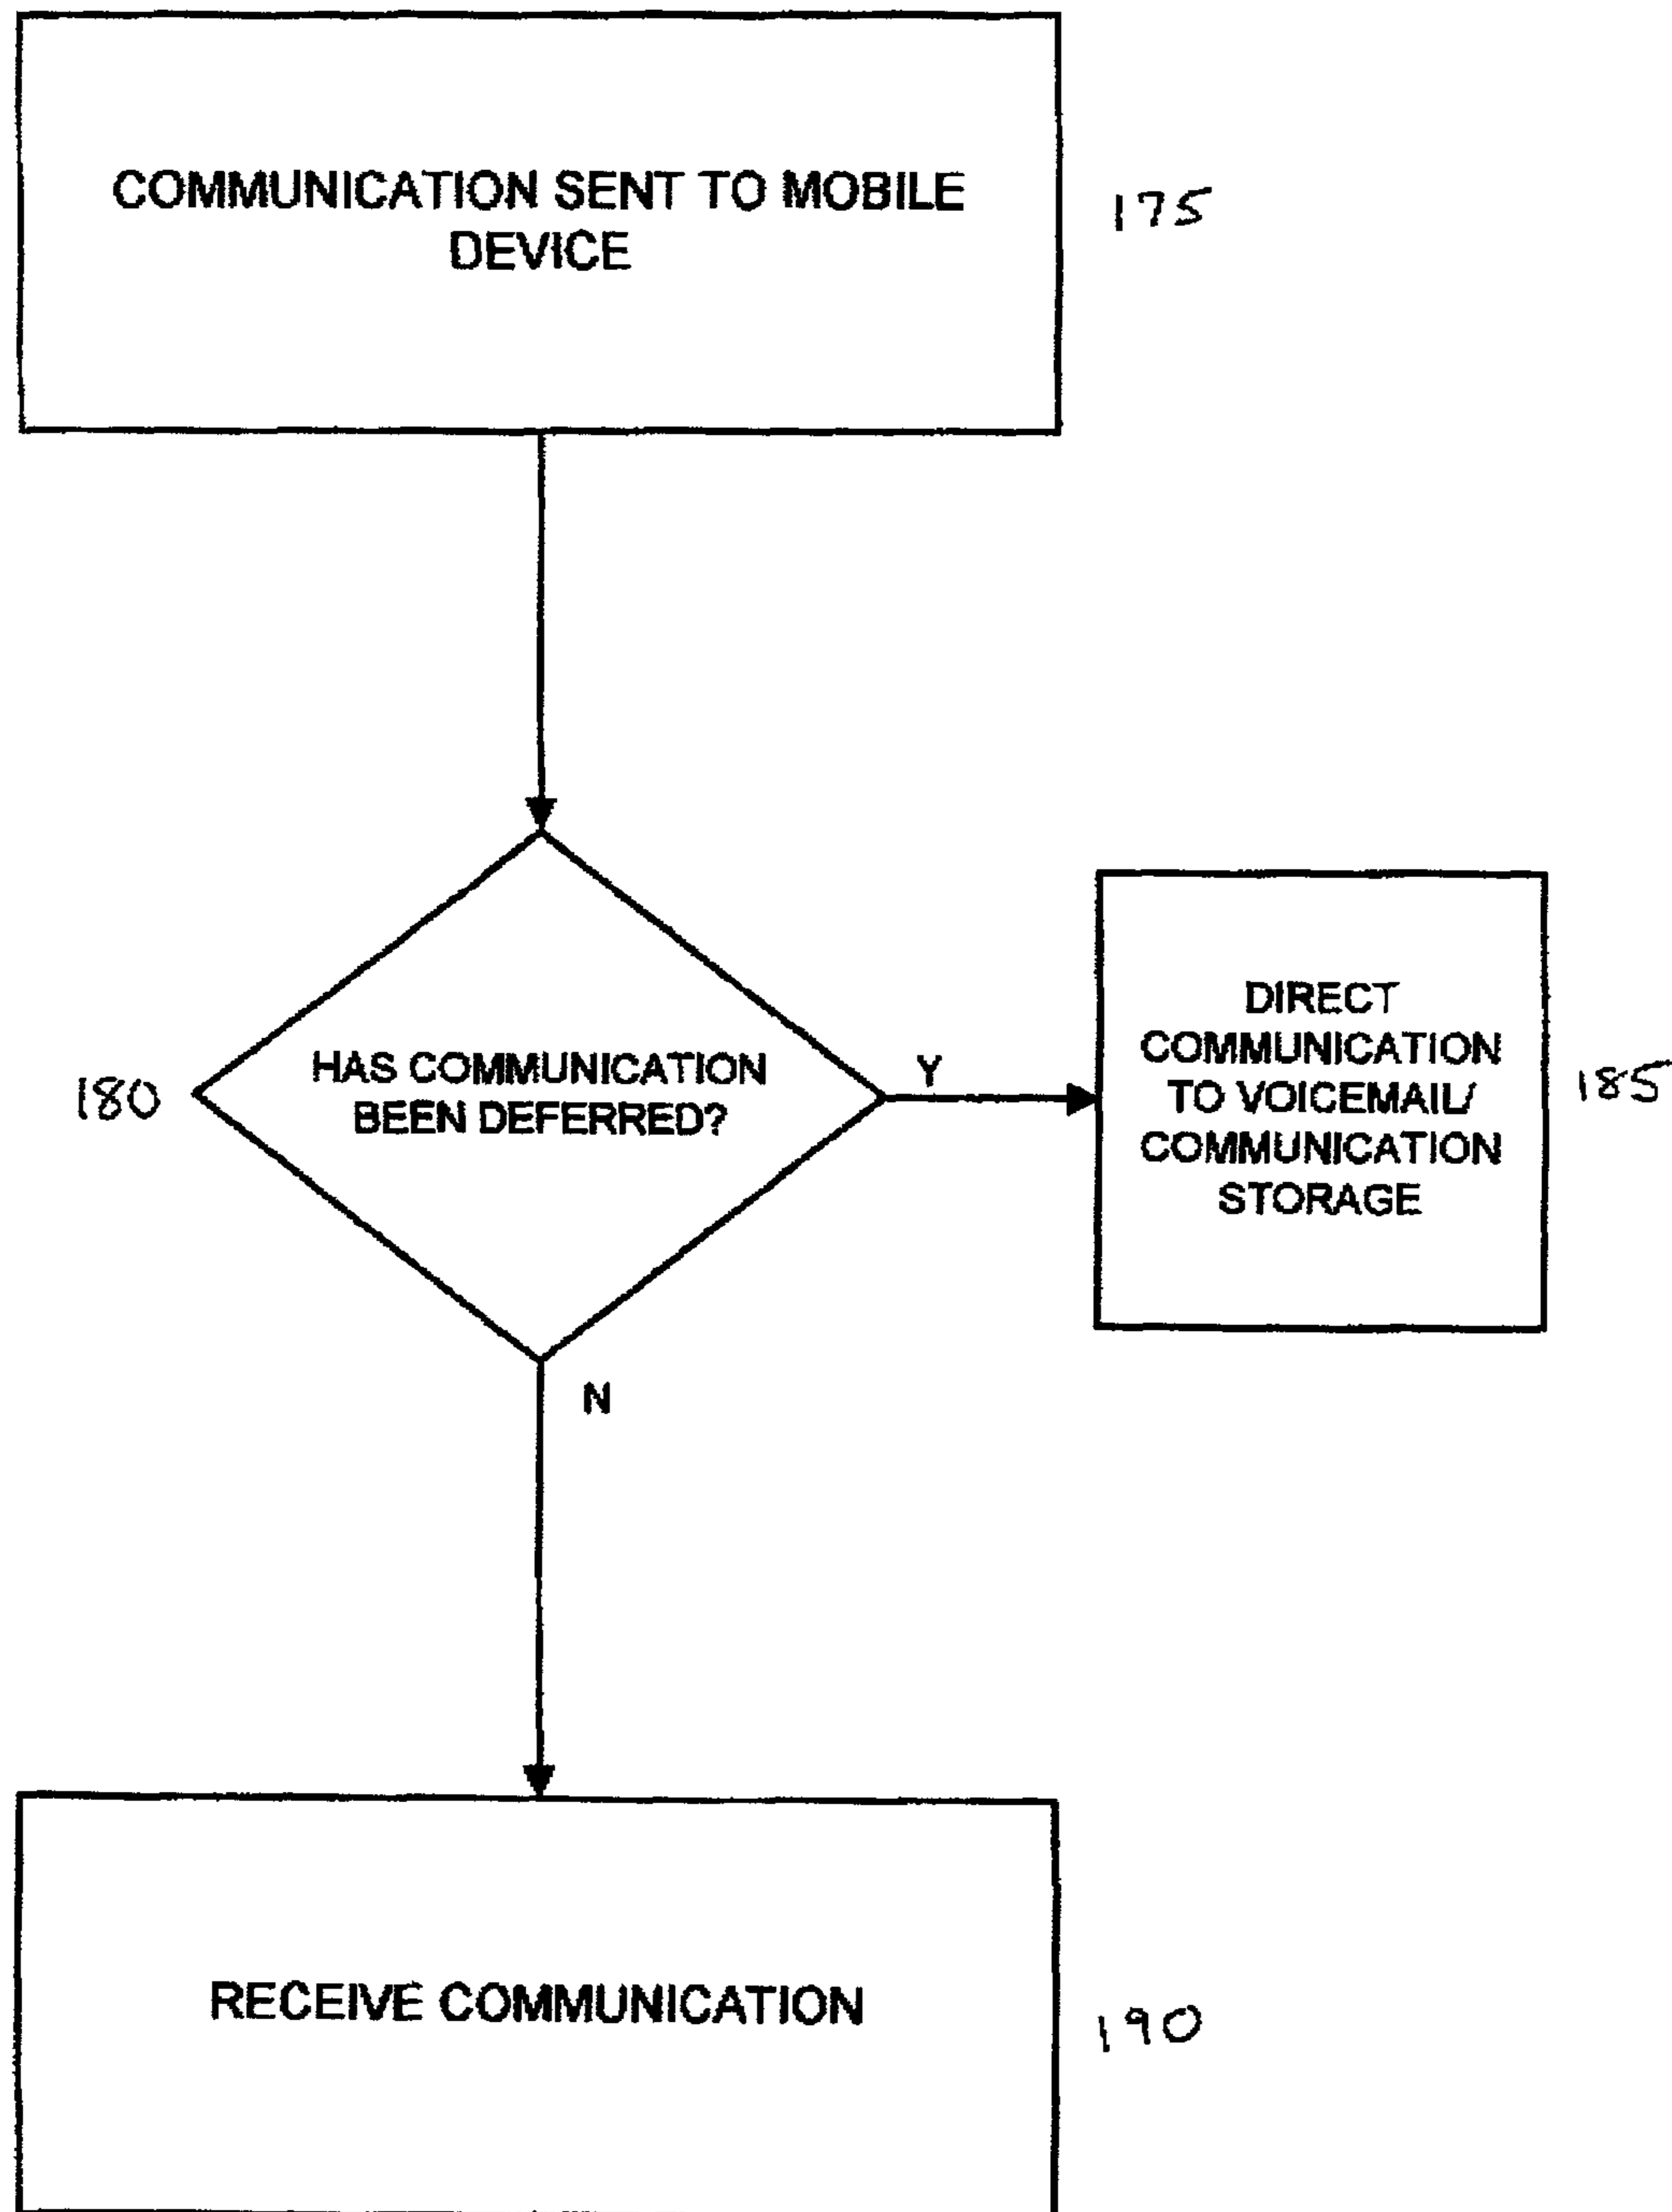 COMMUNICATION SENT TO MOBILE
DEVICE
175
HAS COMMUNICATION
BEEN DEFERRED?
180
Y
DIRECT
COMMUNICATION
TO VOICEMAIL/
COMMUNICATION
STORAGE
185
N
RECEIVE COMMUNICATION
190